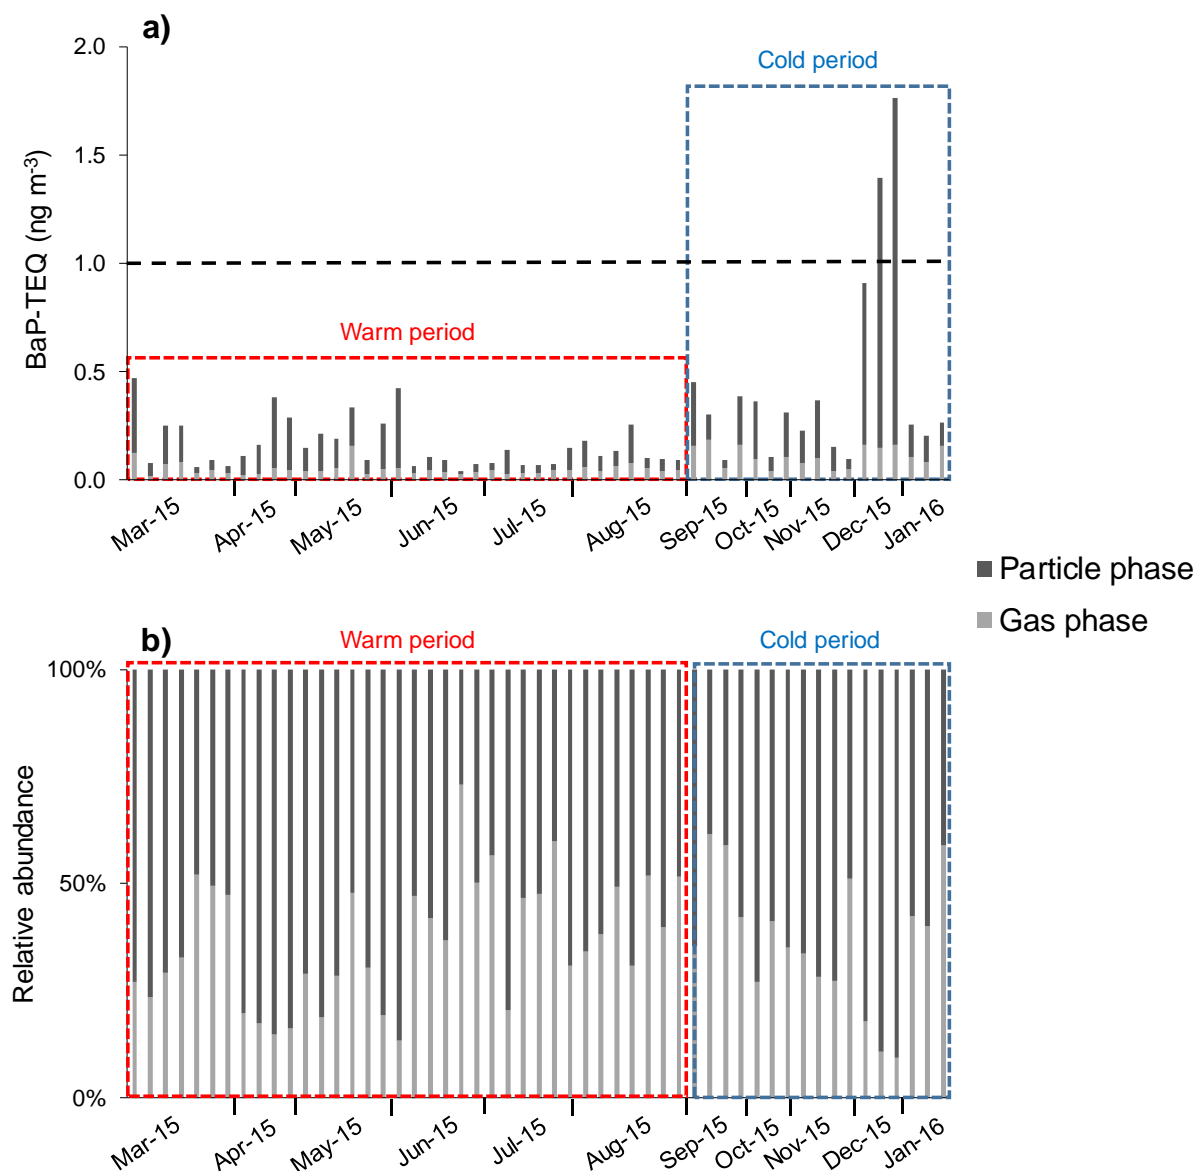 a)
2.0
Cold period
1.5
BaP-TEQ (ng m-3)
1.0
Warm period
0.5
0.0
Mar-15
Apr-15
May-15
Jun-15
Jul-15
Aug-15
Sep-15
Oct-15
Nov-15
Dec-15
Jan-16
Particle phase
Gas phase
b)
Warm period
Cold period
100%
Relative abundance
50%
0%
Mar-15
Apr-15
May-15
Jun-15
Jul-15
Aug-15
Sep-15
Oct-15
Nov-15
Dec-15
Jan-16